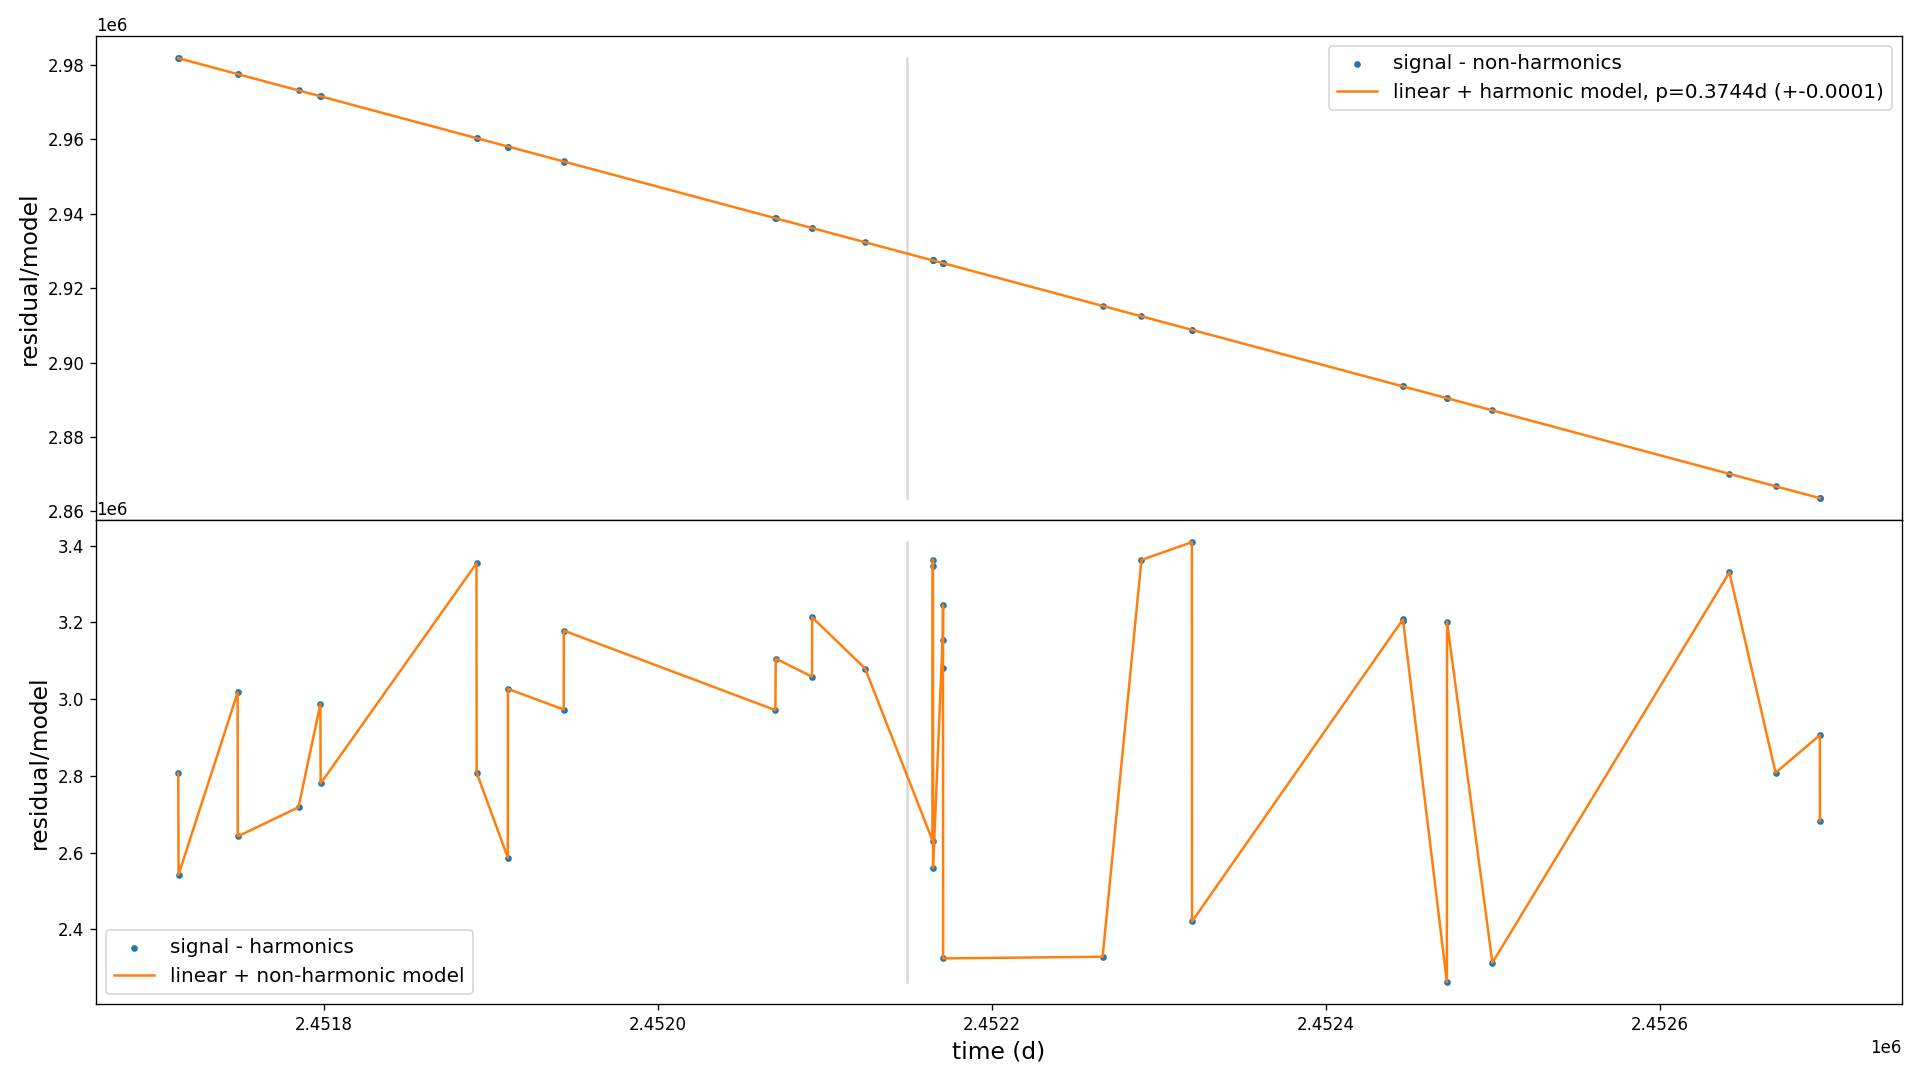 1e6
2.98
2.96
2.94
2.92
2.90
2.88
2.86
residual/model
signal - non-harmonics
linear + harmonic model, p=0.3744d (+-0.0001)
1e6
3.4
3.2
3.0
2.8
2.6
2.4
residual/model
signal - harmonics
linear + non-harmonic model
2.4518
2.4520
2.4522
2.4524
2.4526
time (d)
1e6